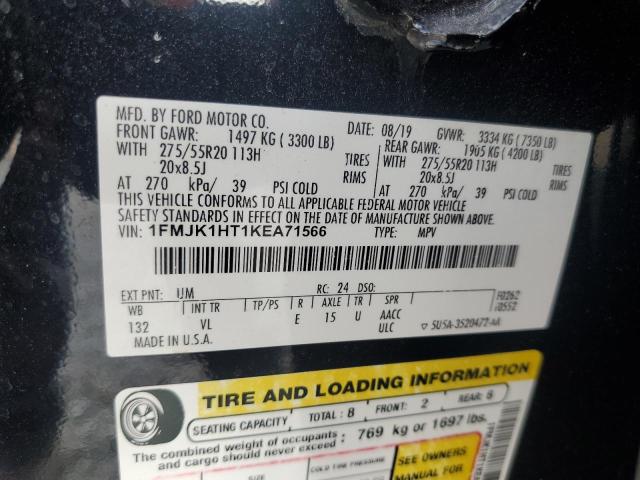 MFD. BY FORD MOTOR CO.
DATE: 08/19 GVWR: 3334 KG (7350 LB)
FRONT GAWR: 1497 KG (3300 LB) REAR GAWR: 1905 KG (4200 LB)
WITH 275/55R20 113H TIRES WITH 275/55R20 113H TIRES
20x8.5J RIMS 20x8.5J RIMS
AT 270 kPa/ 39 PSI COLD AT 270 kPa/ 39 PSI COLD
THIS VEHICLE CONFORMS TO ALL APPLICABLE FEDERAL MOTOR VEHICLE
SAFETY STANDARDS IN EFFECT ON THE DATE OF MANUFACTURE SHOWN ABOVE.
VIN: 1FMJK1HT1KEA71566 TYPE: MPV
EXT PNT: UM RC: 24 DSO:
WB INT TR TP/PS R AXLE TR SPR F0262
132 VL E 15 U AACC
ULC
MADE IN U.S.A.
TIRE AND LOADING INFORMATION
SEATING CAPACITY TOTAL: 8 FRONT: 2 REAR: 6
The combined weight of occupants
and cargo should never exceed: 769 kg or 1697 lbs.
COLD TIRE PRESSURE
SEE OWNERS
MANUAL FOR